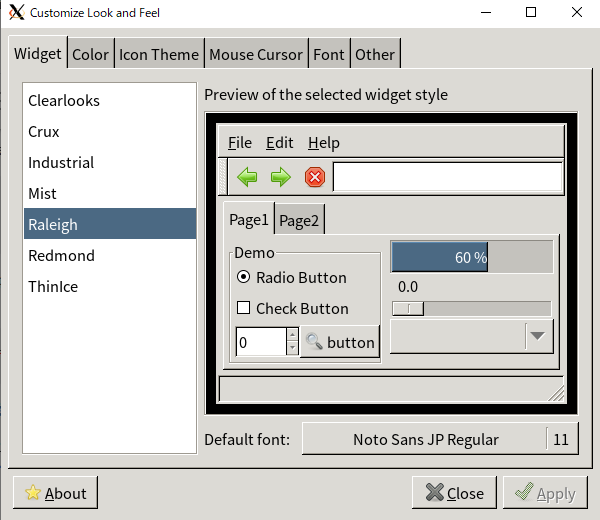 Customize Look and Feel
Widget Color Icon Theme Mouse Cursor Font Other
Clearlooks
Crux
Industrial
Mist
Raleigh
Redmond
ThinIce
Preview of the selected widget style
File Edit Help
Page1 Page2
Demo
Radio Button
Check Button
0 button
60 %
0.0
Default font: Noto Sans JP Regular 11
About Close Apply